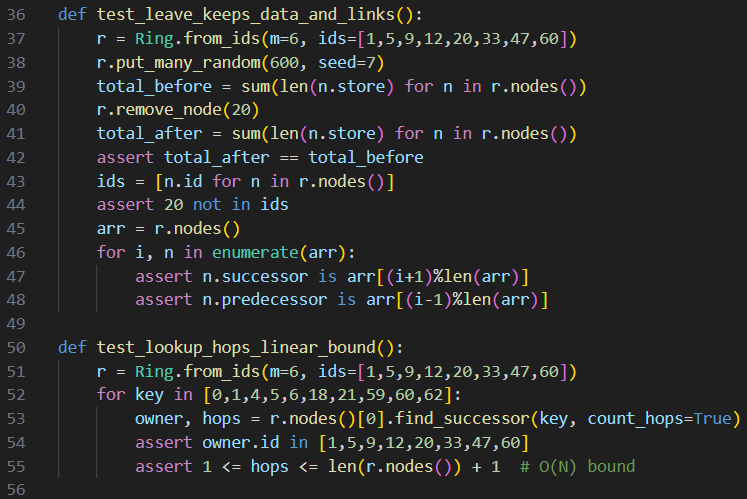 36 def test_leave_keeps_data_and_links():
37     r = Ring.from_ids(m=6, ids=[1,5,9,12,20,33,47,60])
38     r.put_many_random(600, seed=7)
39     total_before = sum(len(n.store) for n in r.nodes())
40     r.remove_node(20)
41     total_after = sum(len(n.store) for n in r.nodes())
42     assert total_after == total_before
43     ids = [n.id for n in r.nodes()]
44     assert 20 not in ids
45     arr = r.nodes()
46     for i, n in enumerate(arr):
47         assert n.successor is arr[(i+1)%len(arr)]
48         assert n.predecessor is arr[(i-1)%len(arr)]
49
50 def test_lookup_hops_linear_bound():
51     r = Ring.from_ids(m=6, ids=[1,5,9,12,20,33,47,60])
52     for key in [0,1,4,5,6,18,21,59,60,62]:
53         owner, hops = r.nodes()[0].find_successor(key, count_hops=True)
54         assert owner.id in [1,5,9,12,20,33,47,60]
55         assert 1 <= hops <= len(r.nodes()) + 1  # O(N) bound
56